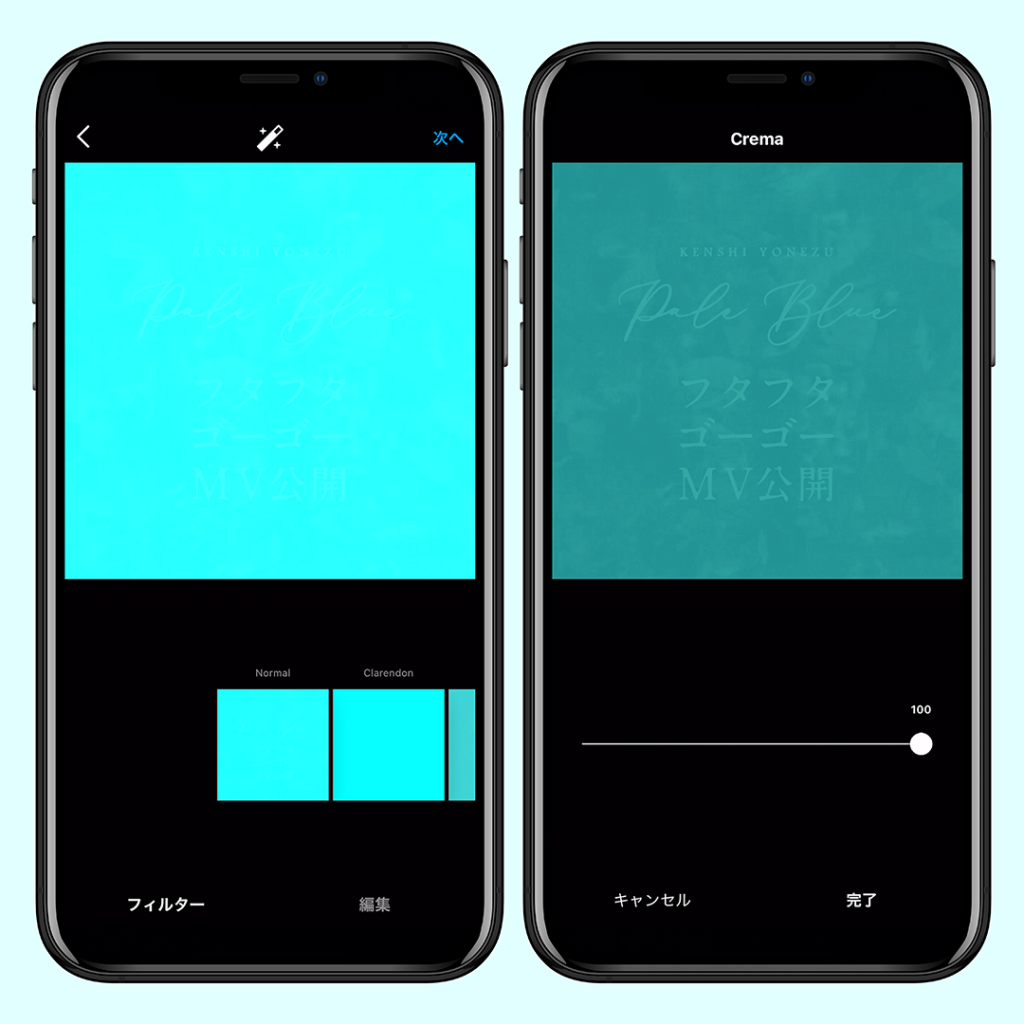 次へ
KENSHI YONEZU
Pale Blue
フタフタ
ゴーゴー
MV公開
Normal
Clarendon
フィルター
編集
Crema
KENSHI YONEZU
Pale Blue
フタフタ
ゴーゴー
MV公開
100
キャンセル
完了